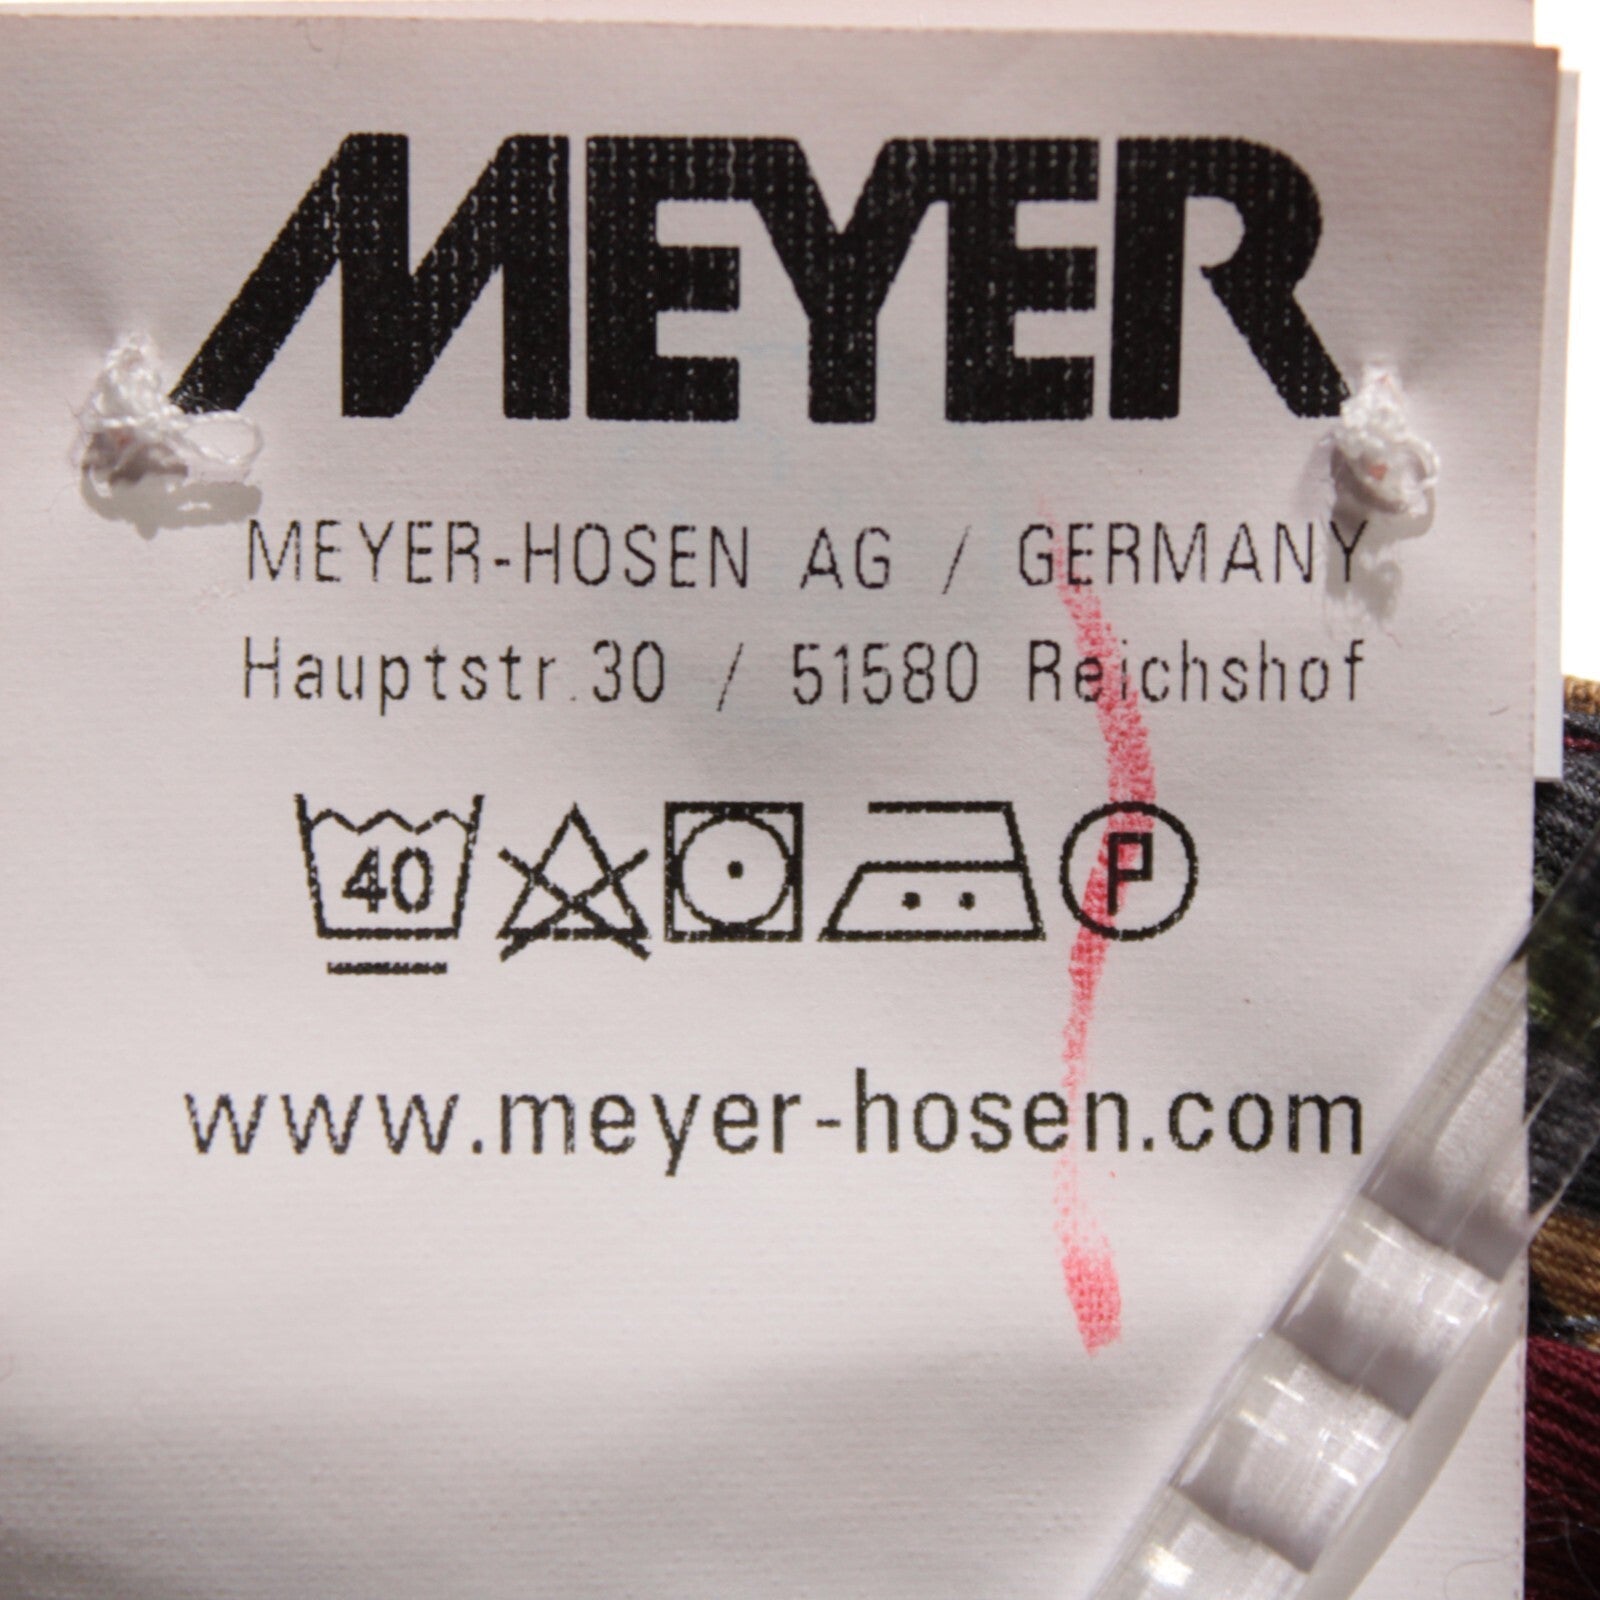 MEYER
MEYER-HOSEN AG / GERMANY
Hauptstr.30 / 51580 Reichshof
40 P
www.meyer-hosen.com